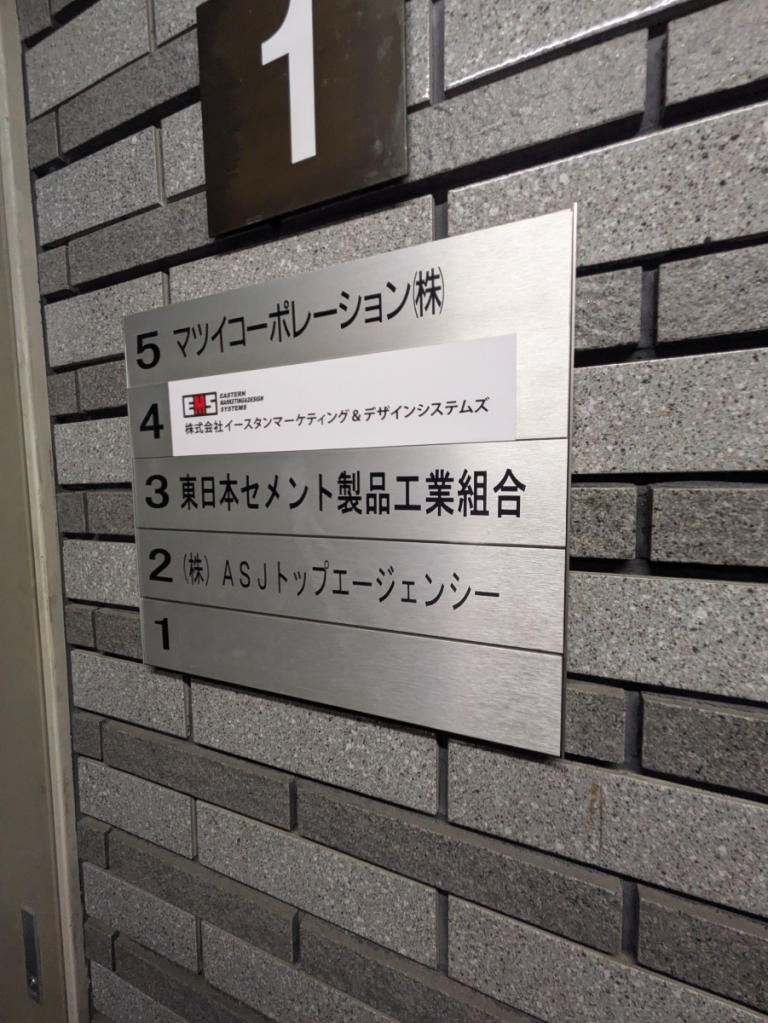 1
5 マツイコーポレーション㈱
4 EMS EASTERN
MARKETING&DESIGN
SYSTEMS
株式会社イースタンマーケティング&デザインシステムズ
3 東日本セメント製品工業組合
2 (株) ASJトップエージェンシー
1